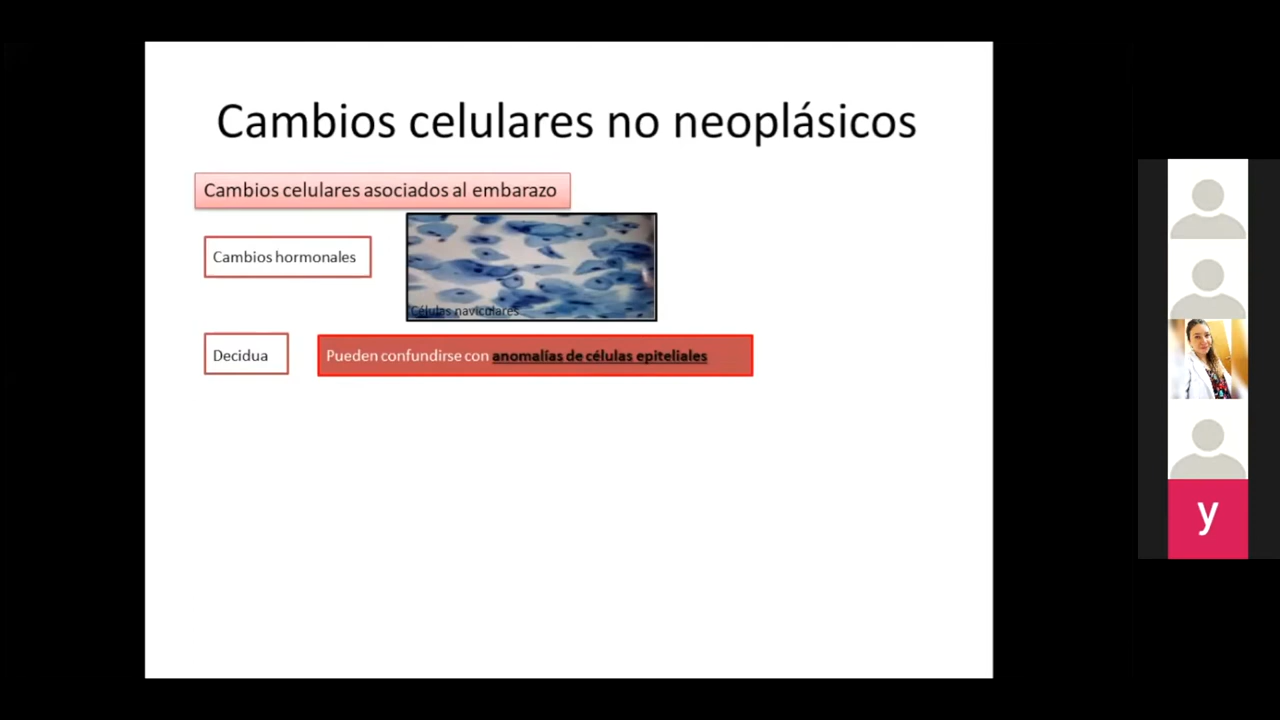 Cambios celulares no neoplásicos
Cambios celulares asociados al embarazo
Cambios hormonales
Células naviculares
Decidua
Pueden confundirse con anomalías de células epiteliales
y